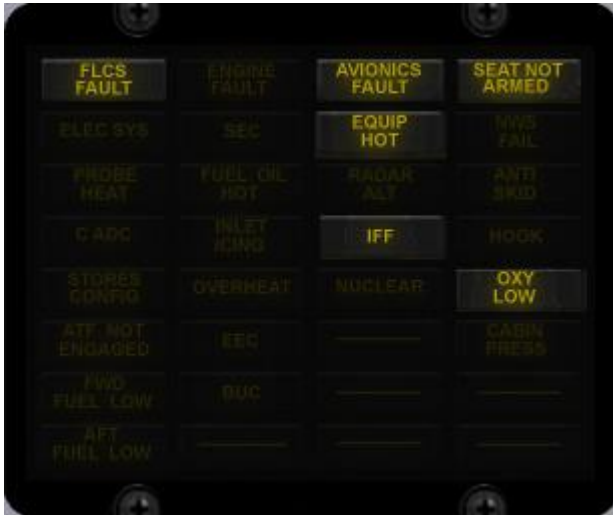 FLCS FAULT
ENGINE FAULT
AVIONICS FAULT
SEAT NOT ARMED
ELEC SYS
SEC
EQUIP HOT
NWS FAIL
PROBE HEAT
FUEL OIL HOT
RADAR ALT
ANTI SKID
C ADC
INLET ICING
IFF
HOOK
STORES CONFIG
OVERHEAT
NUCLEAR
OXY LOW
ATF NOT ENGAGED
EEC
CABIN PRESS
FWD FUEL LOW
BUC
AFT FUEL LOW